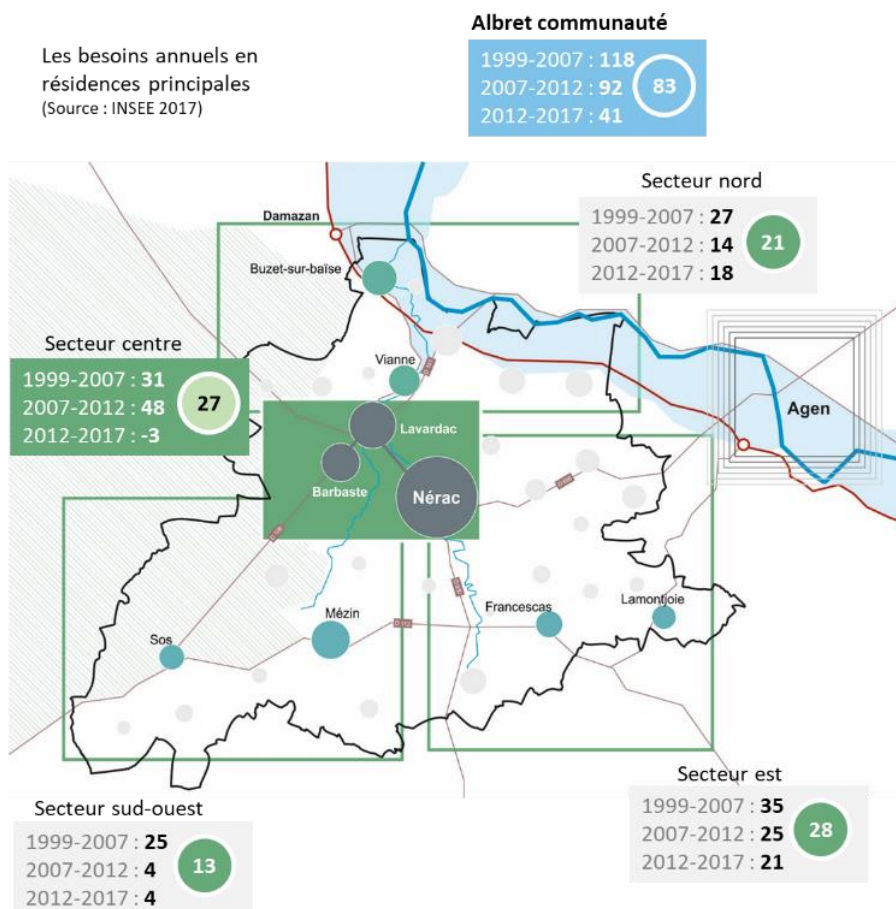 Albret communauté
Les besoins annuels en
résidences principales
(Source : INSEE 2017)
1999-2007 : 118
2007-2012 : 92
2012-2017 : 41
83
Secteur nord
1999-2007 : 27
2007-2012 : 14
2012-2017 : 18
21
Damazan
Buzet-sur-baïse
Secteur centre
1999-2007 : 31
2007-2012 : 48
2012-2017 : -3
27
Vianne
Lavardac
Barbaste
Nérac
Agen
Mézin
Sos
Francescas
Lamontjoie
Secteur sud-ouest
1999-2007 : 25
2007-2012 : 4
2012-2017 : 4
13
Secteur est
1999-2007 : 35
2007-2012 : 25
2012-2017 : 21
28